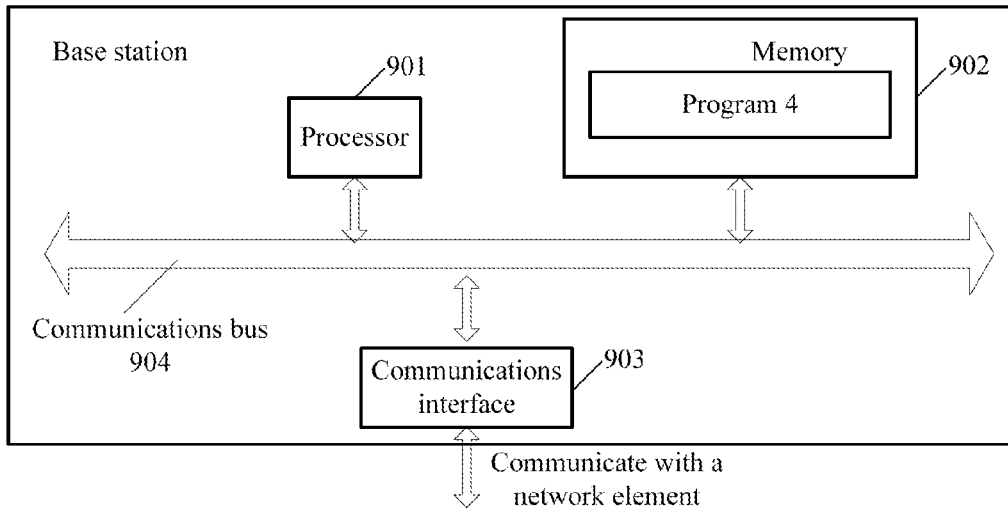 Base station
901
Processor
Memory
902
Program 4
Communications bus
904
Communications
interface
903
Communicate with a
network element